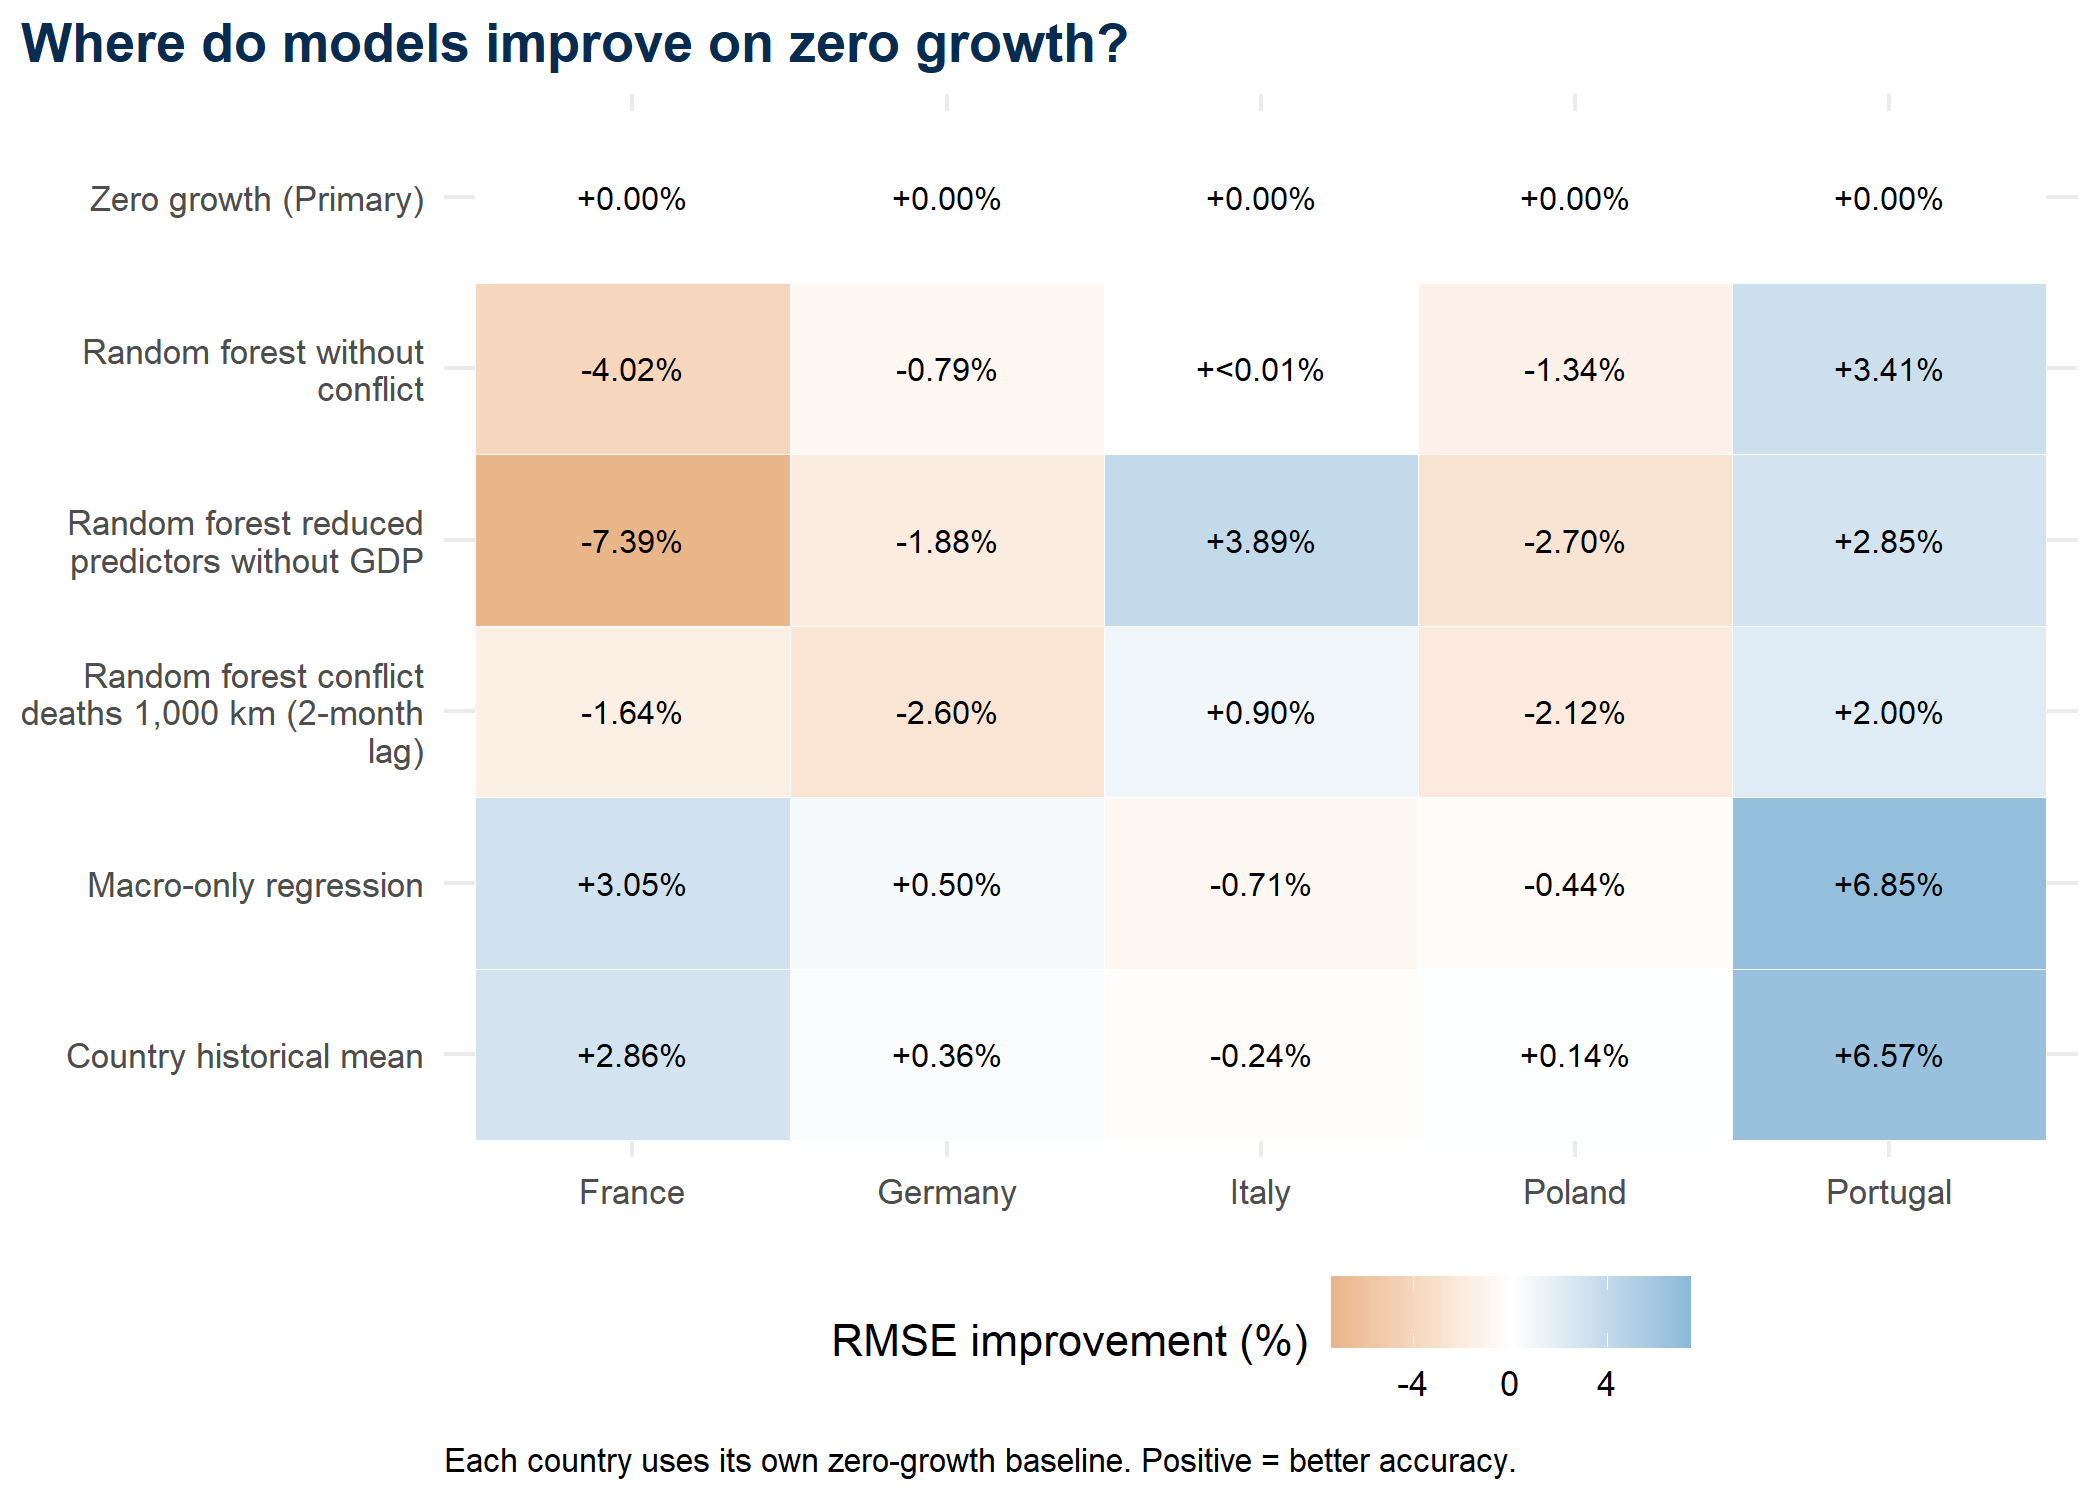 Where do models improve on zero growth?
Zero growth (Primary)
+0.00%
+0.00%
+0.00%
+0.00%
+0.00%
Random forest without
conflict
-4.02%
-0.79%
+<0.01%
-1.34%
+3.41%
Random forest reduced
predictors without GDP
-7.39%
-1.88%
+3.89%
-2.70%
+2.85%
Random forest conflict
deaths 1,000 km (2-month
lag)
-1.64%
-2.60%
+0.90%
-2.12%
+2.00%
Macro-only regression
+3.05%
+0.50%
-0.71%
-0.44%
+6.85%
Country historical mean
+2.86%
+0.36%
-0.24%
+0.14%
+6.57%
France
Germany
Italy
Poland
Portugal
RMSE improvement (%)
-4
0
4
Each country uses its own zero-growth baseline. Positive = better accuracy.